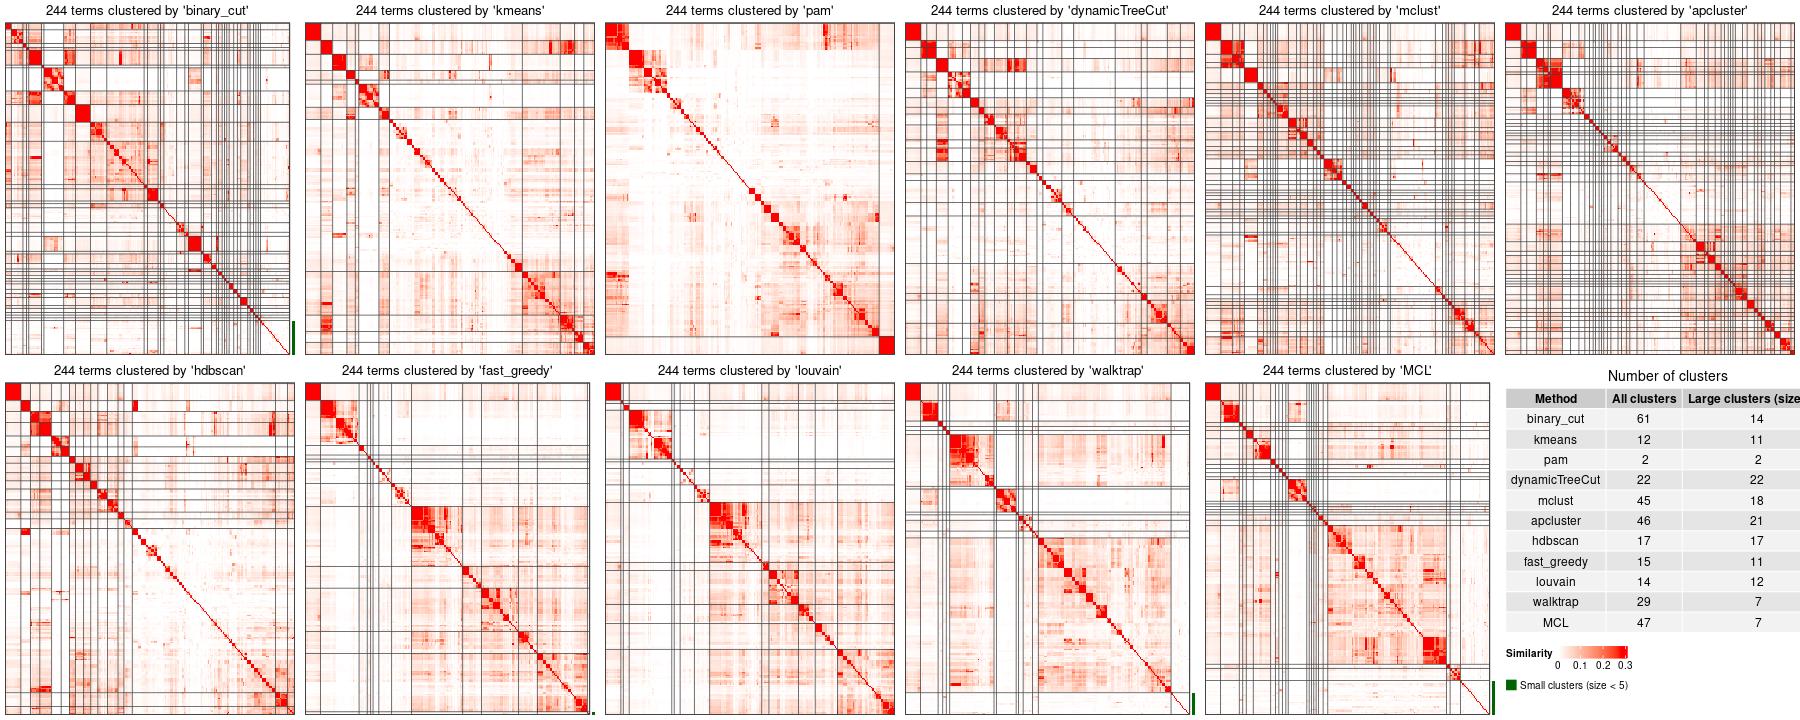 244 terms clustered by 'binary_cut'
244 terms clustered by 'kmeans'
244 terms clustered by 'pam'
244 terms clustered by 'dynamicTreeCut'
244 terms clustered by 'mclust'
244 terms clustered by 'apcluster'
244 terms clustered by 'hdbscan'
244 terms clustered by 'fast_greedy'
244 terms clustered by 'louvain'
244 terms clustered by 'walktrap'
244 terms clustered by 'MCL'
Number of clusters
Method All clusters Large clusters (size
binary_cut 61 14
kmeans 12 11
pam 2 2
dynamicTreeCut 22 22
mclust 45 18
apcluster 46 21
hdbscan 17 17
fast_greedy 15 11
louvain 14 12
walktrap 29 7
MCL 47 7
Similarity
0 0.1 0.2 0.3
Small clusters (size < 5)